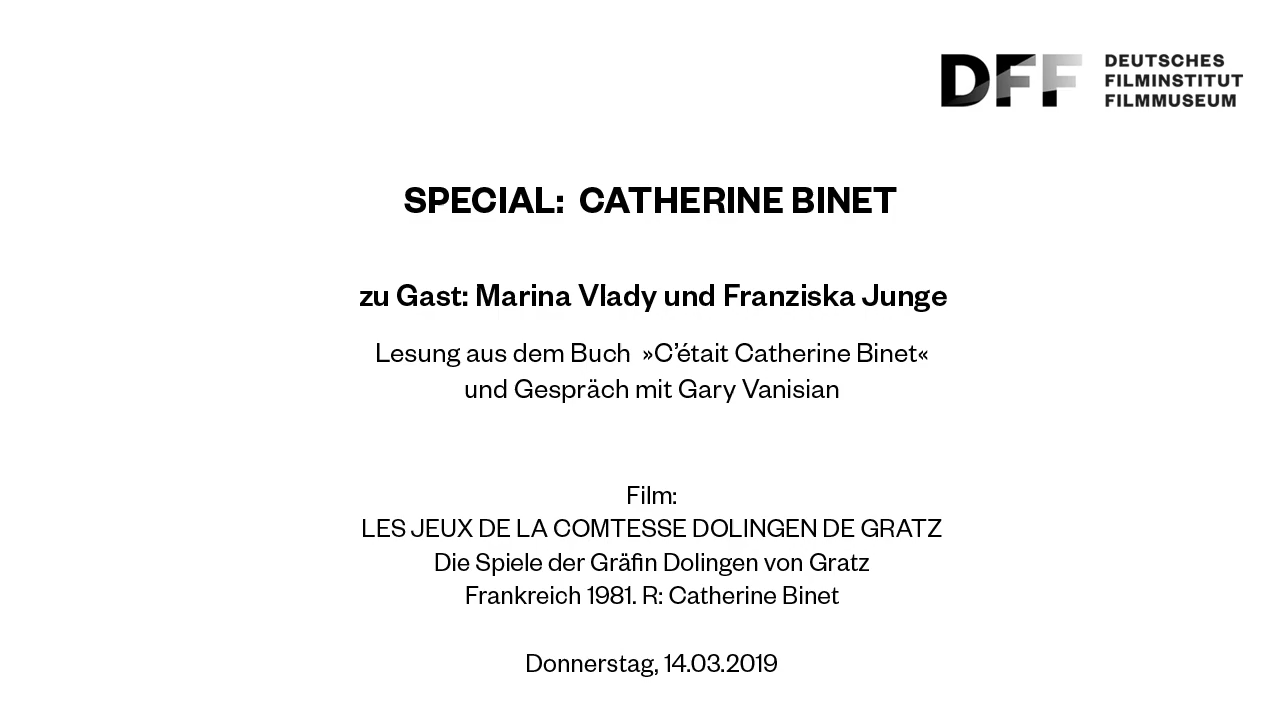 DFF
DEUTSCHES
FILMINSTITUT
FILMMUSEUM
SPECIAL: CATHERINE BINET
zu Gast: Marina Vlady und Franziska Junge
Lesung aus dem Buch »C’était Catherine Binet«
und Gespräch mit Gary Vanisian
Film:
LES JEUX DE LA COMTESSE DOLINGEN DE GRATZ
Die Spiele der Gräfin Dolingen von Gratz
Frankreich 1981. R: Catherine Binet
Donnerstag, 14.03.2019